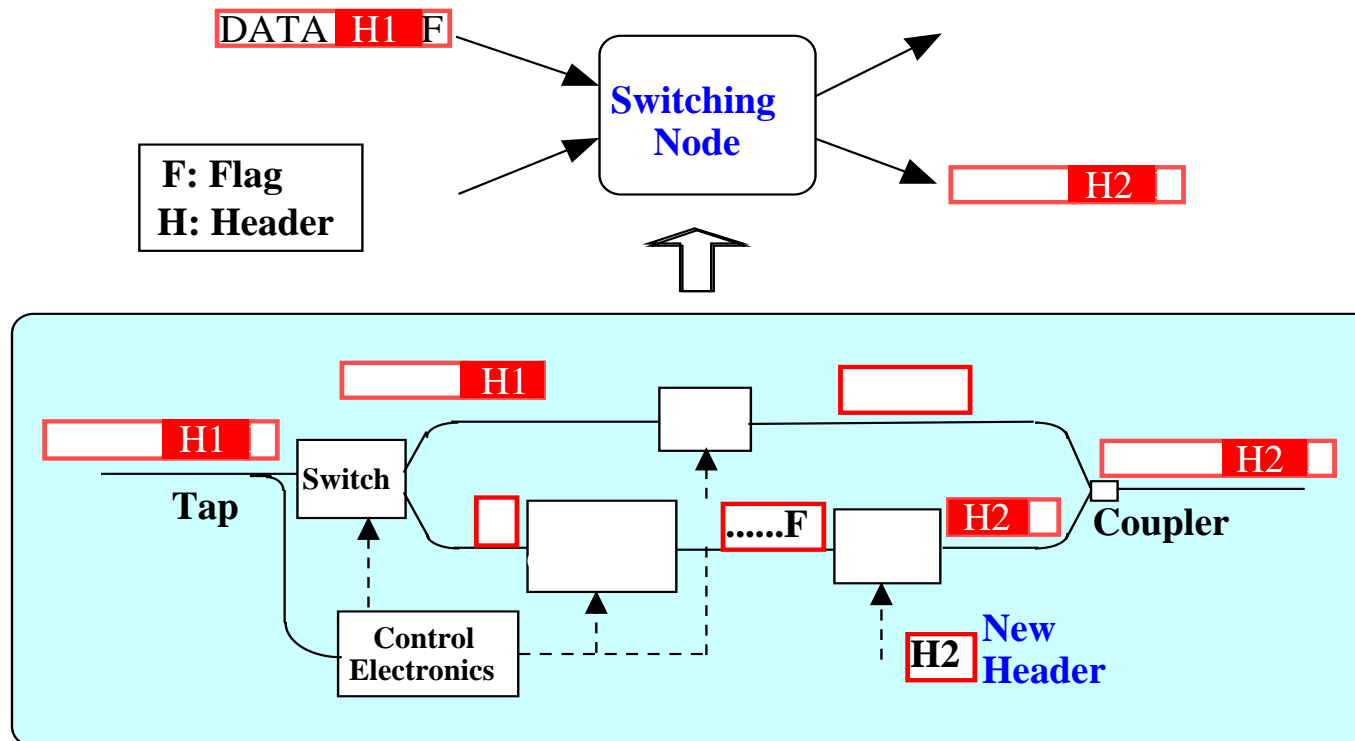 DATA H1 F
Switching
Node
F: Flag
H: Header
H2
H1
H1
Switch
Tap
......F
H2
H2
Coupler
Control
Electronics
H2
New
Header